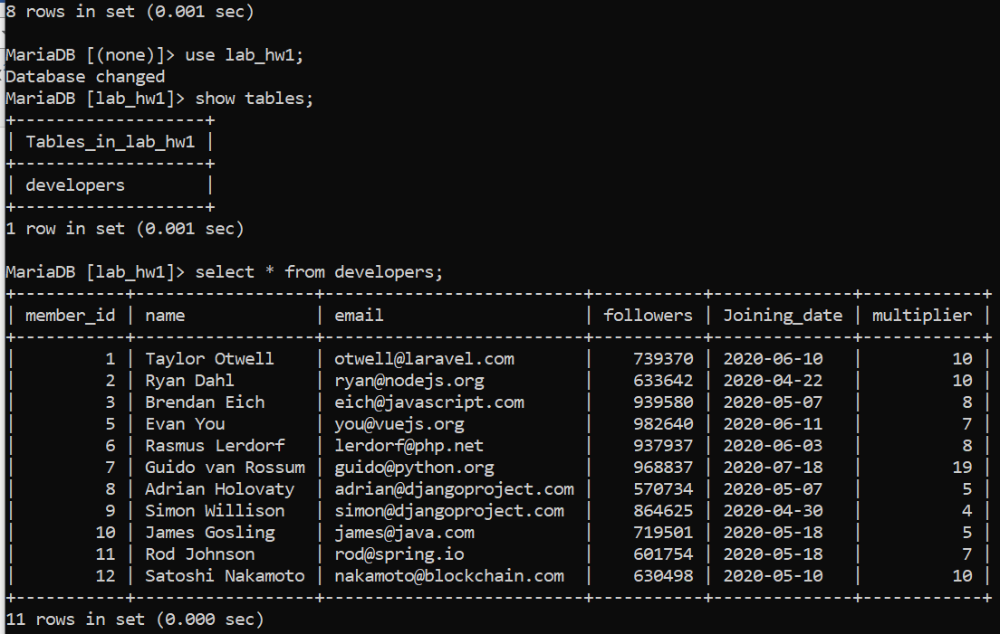 8 rows in set (0.001 sec)
MariaDB [(none)]> use lab_hw1;
Database changed
MariaDB [lab_hw1]> show tables;
+-------------------+
| Tables_in_lab_hw1 |
+-------------------+
| developers        |
+-------------------+
1 row in set (0.001 sec)
MariaDB [lab_hw1]> select * from developers;
+-----------+------------------+--------------------------+-----------+--------------+------------+
| member_id | name             | email                    | followers | Joining_date | multiplier |
+-----------+------------------+--------------------------+-----------+--------------+------------+
|         1 | Taylor Otwell    | otwell@laravel.com       |    739370 | 2020-06-10   |         10 |
|         2 | Ryan Dahl        | ryan@nodejs.org          |    633642 | 2020-04-22   |         10 |
|         3 | Brendan Eich     | eich@javascript.com      |    939580 | 2020-05-07   |          8 |
|         5 | Evan You         | you@vuejs.org            |    982640 | 2020-06-11   |          7 |
|         6 | Rasmus Lerdorf   | lerdorf@php.net          |    937937 | 2020-06-03   |          8 |
|         7 | Guido van Rossum | guido@python.org         |    968837 | 2020-07-18   |         19 |
|         8 | Adrian Holovaty  | adrian@djangoproject.com |    570734 | 2020-05-07   |          5 |
|         9 | Simon Willison   | simon@djangoproject.com  |    864625 | 2020-04-30   |          4 |
|        10 | James Gosling    | james@java.com           |    719501 | 2020-05-18   |          5 |
|        11 | Rod Johnson      | rod@spring.io            |    601754 | 2020-05-18   |          7 |
|        12 | Satoshi Nakamoto | nakamoto@blockchain.com  |    630498 | 2020-05-10   |         10 |
+-----------+------------------+--------------------------+-----------+--------------+------------+
11 rows in set (0.000 sec)